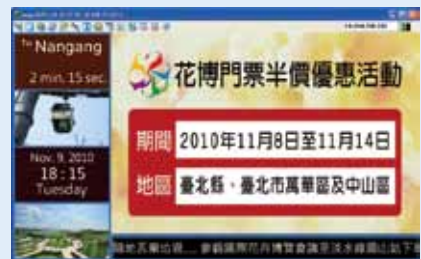 To Nangang
2 min. 15 sec.
Nov. 9, 2010
18:15
Tuesday
花博門票半價優惠活動
期間 2010年11月8日至11月14日
地區 臺北縣、臺北市萬華區及中山區